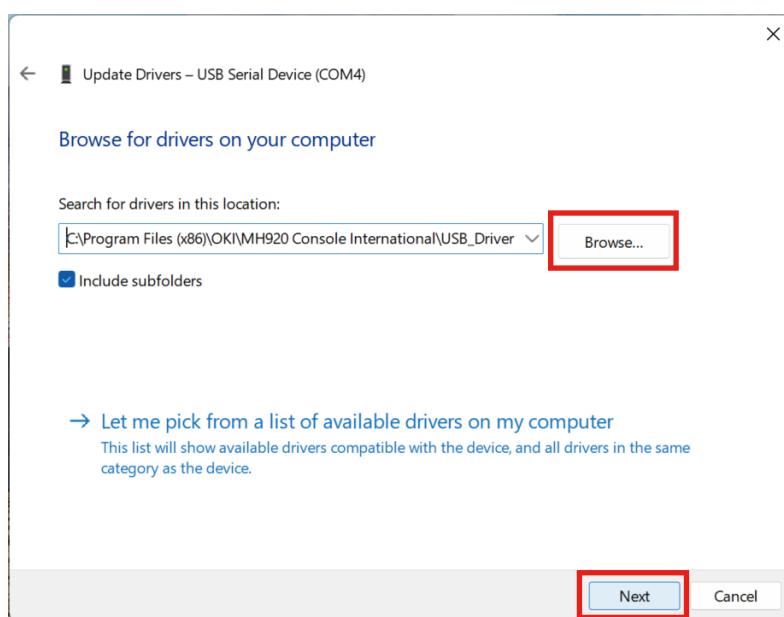 Update Drivers – USB Serial Device (COM4)
Browse for drivers on your computer
Search for drivers in this location:
C:\Program Files (x86)\OKI\MH920 Console International\USB_Driver
Browse...
Include subfolders
Let me pick from a list of available drivers on my computer
This list will show available drivers compatible with the device, and all drivers in the same
category as the device.
Next
Cancel